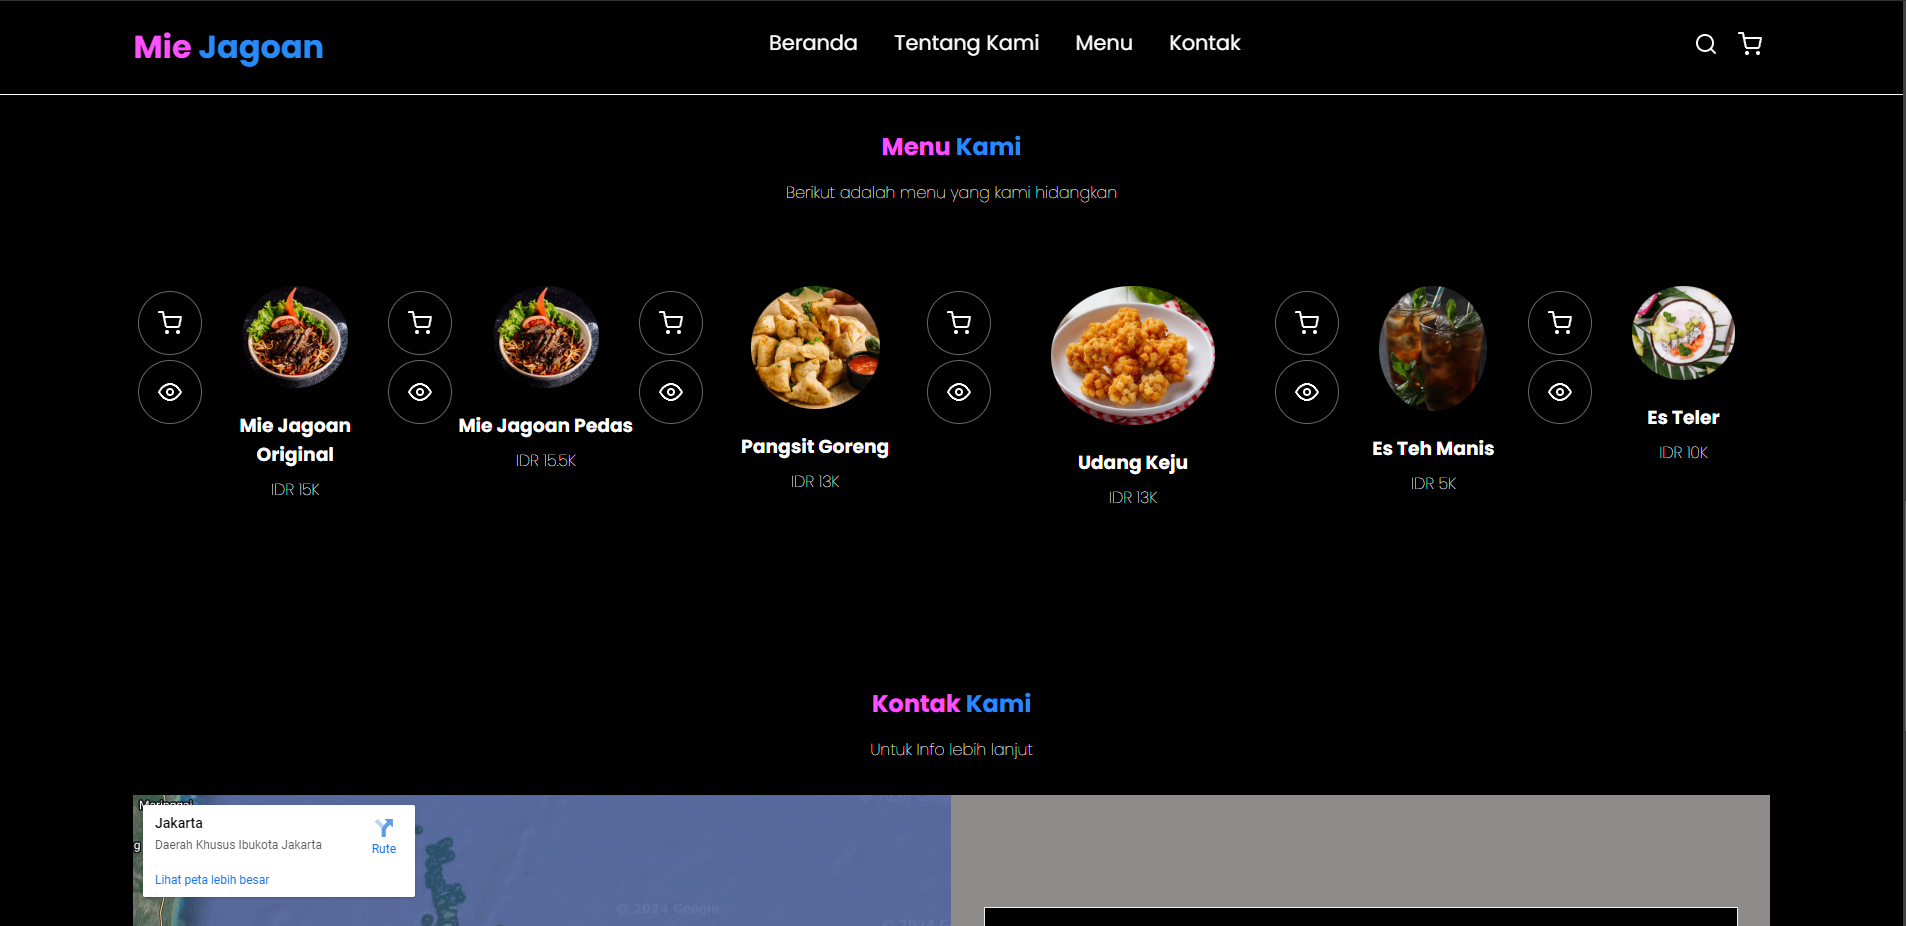 Mie Jagoan
Beranda
Tentang Kami
Menu
Kontak
Menu Kami
Berikut adalah menu yang kami hidangkan
Mie Jagoan
Original
IDR 15K
Mie Jagoan Pedas
IDR 15.5K
Pangsit Goreng
IDR 13K
Udang Keju
IDR 13K
Es Teh Manis
IDR 5K
Es Teler
IDR 10K
Kontak Kami
Untuk Info lebih lanjut
Jakarta
Daerah Khusus Ibukota Jakarta
Rute
Lihat peta lebih besar
© 2024 Google